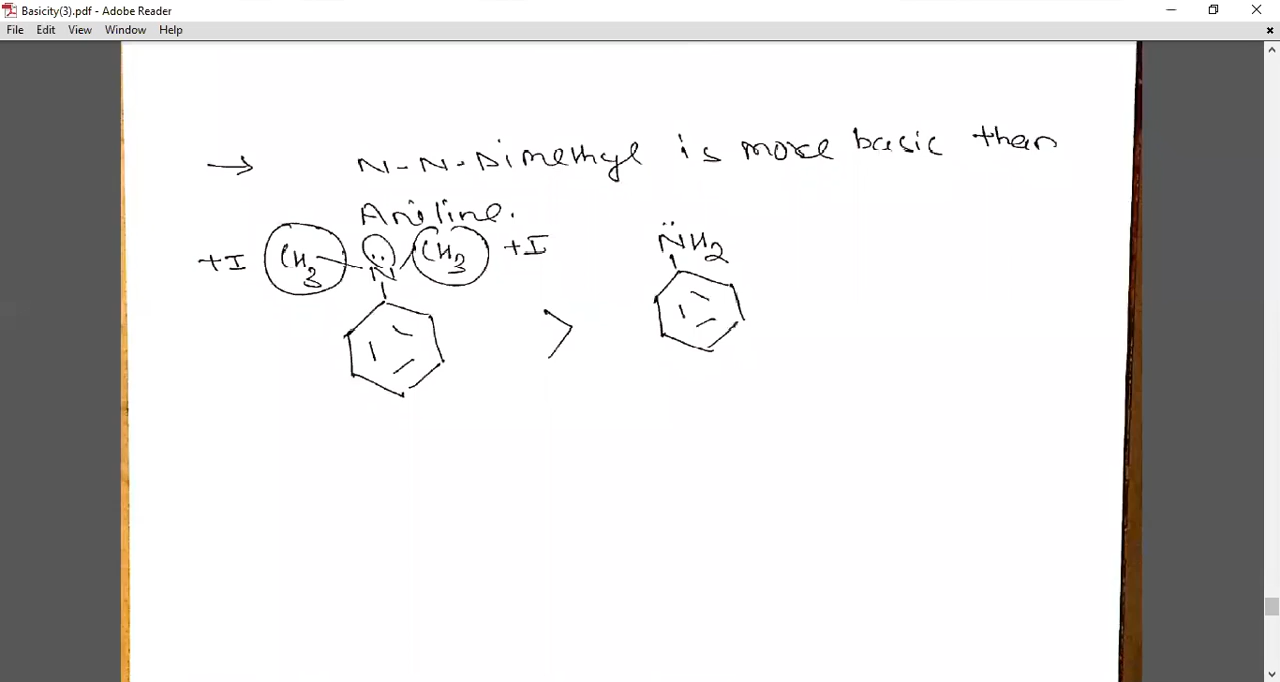 Basicity(3).pdf - Adobe Reader
File Edit View Window Help
→ N-N-Dimethyl is more basic than
Aniline.
+I CH3 N CH3 +I
NH2
>